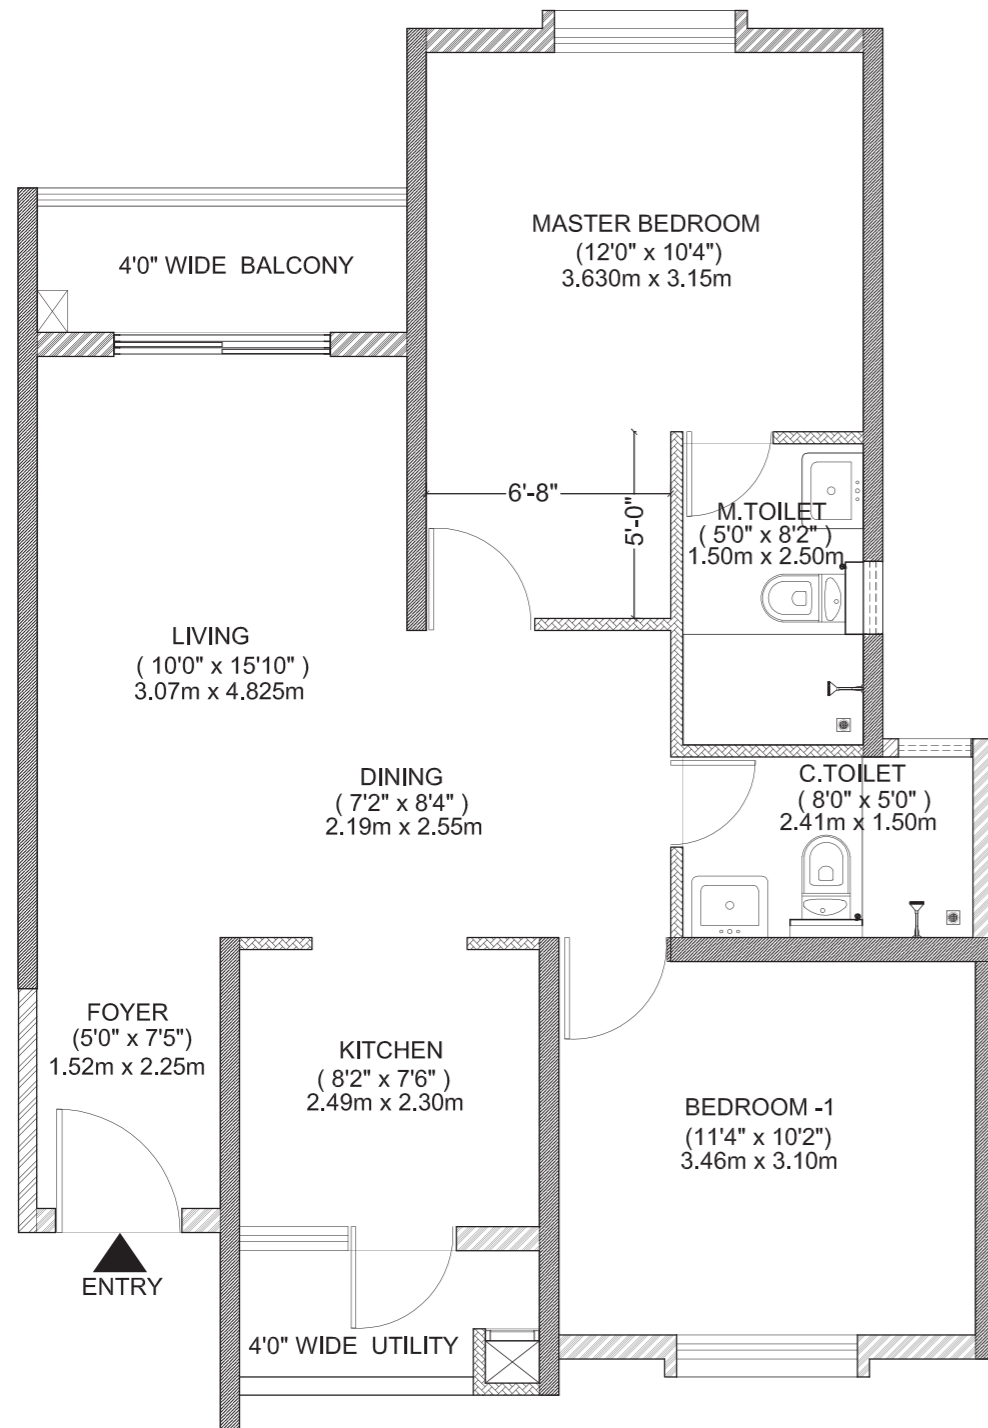 MASTER BEDROOM
(12'0" x 10'4")
3.630m x 3.15m
4'0" WIDE BALCONY
6'-8"
5'-0"
M.TOILET
( 5'0" x 8'2" )
1.50m x 2.50m
LIVING
( 10'0" x 15'10" )
3.07m x 4.825m
DINING
( 7'2" x 8'4" )
2.19m x 2.55m
C.TOILET
( 8'0" x 5'0" )
2.41m x 1.50m
FOYER
(5'0" x 7'5")
1.52m x 2.25m
KITCHEN
( 8'2" x 7'6" )
2.49m x 2.30m
BEDROOM -1
(11'4" x 10'2")
3.46m x 3.10m
ENTRY
4'0" WIDE UTILITY